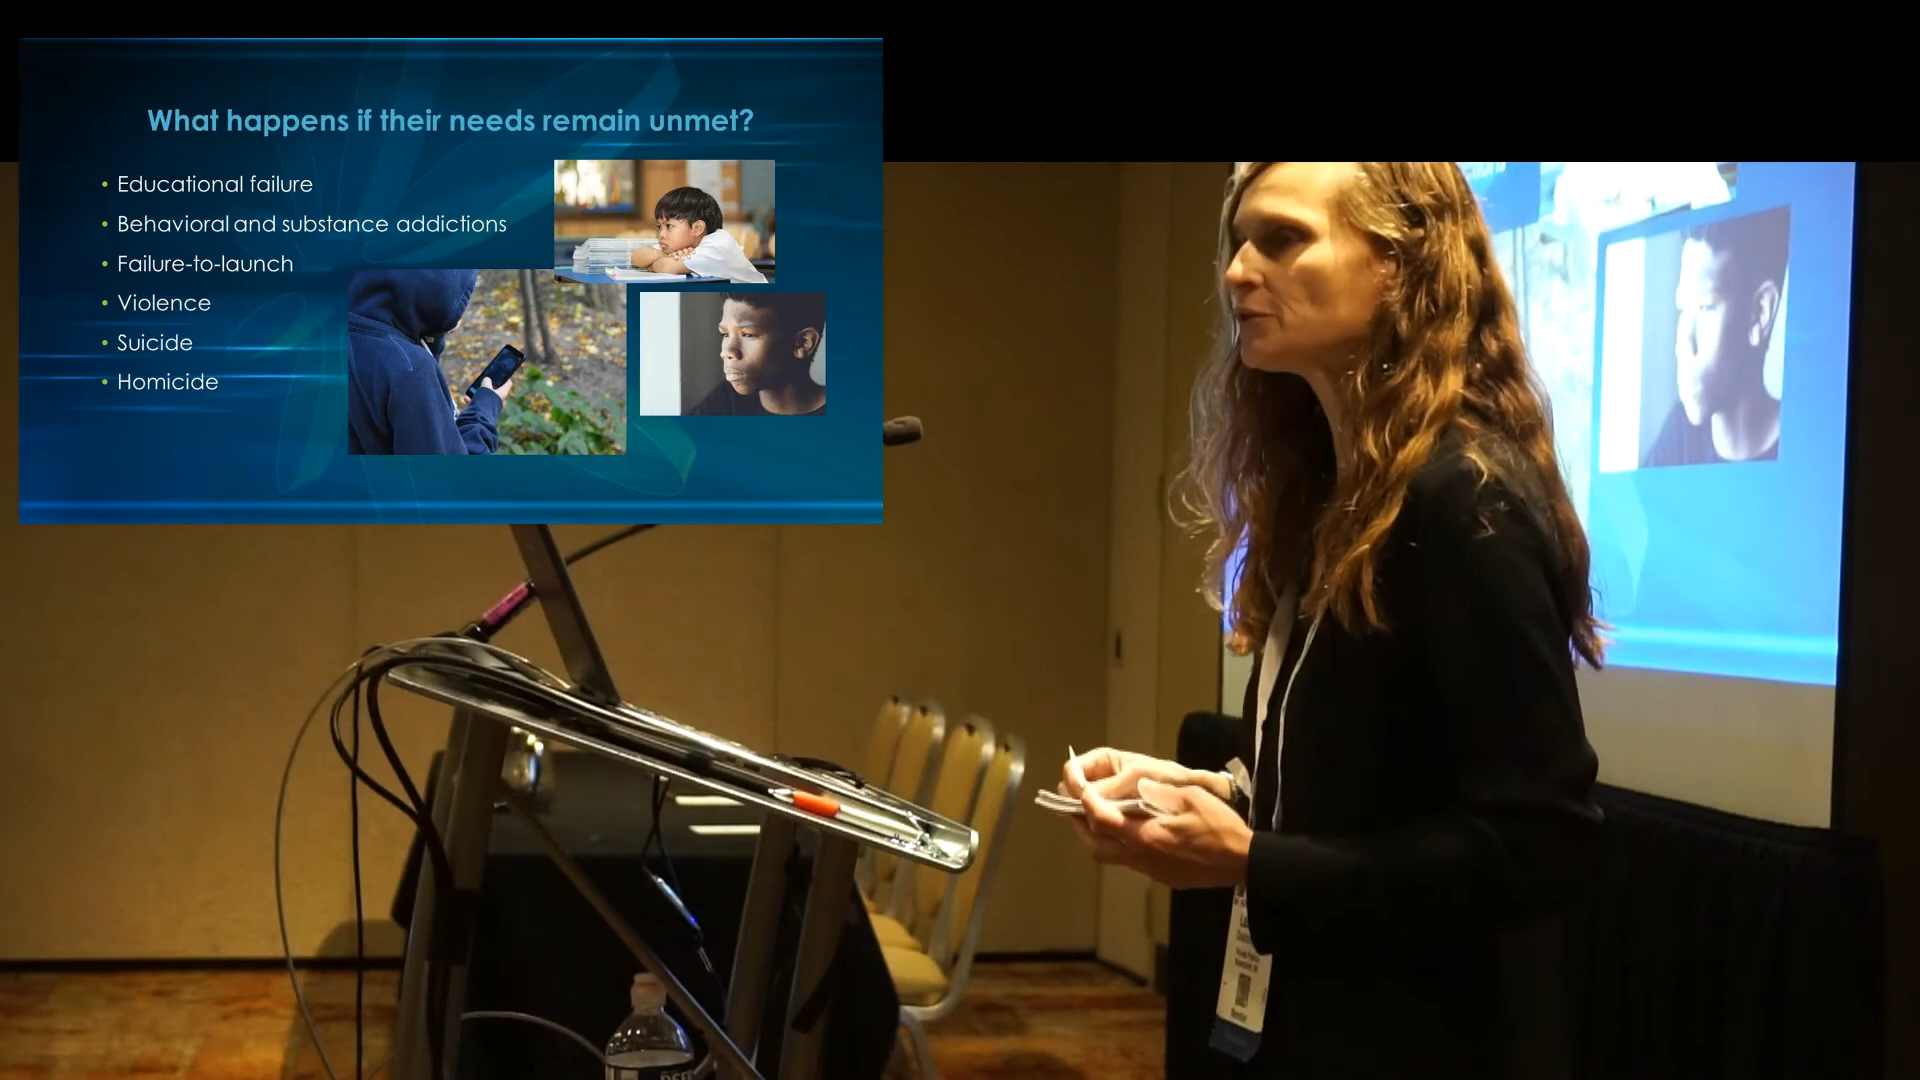 What happens if their needs remain unmet?
• Educational failure
• Behavioral and substance addictions
• Failure-to-launch
• Violence
• Suicide
• Homicide